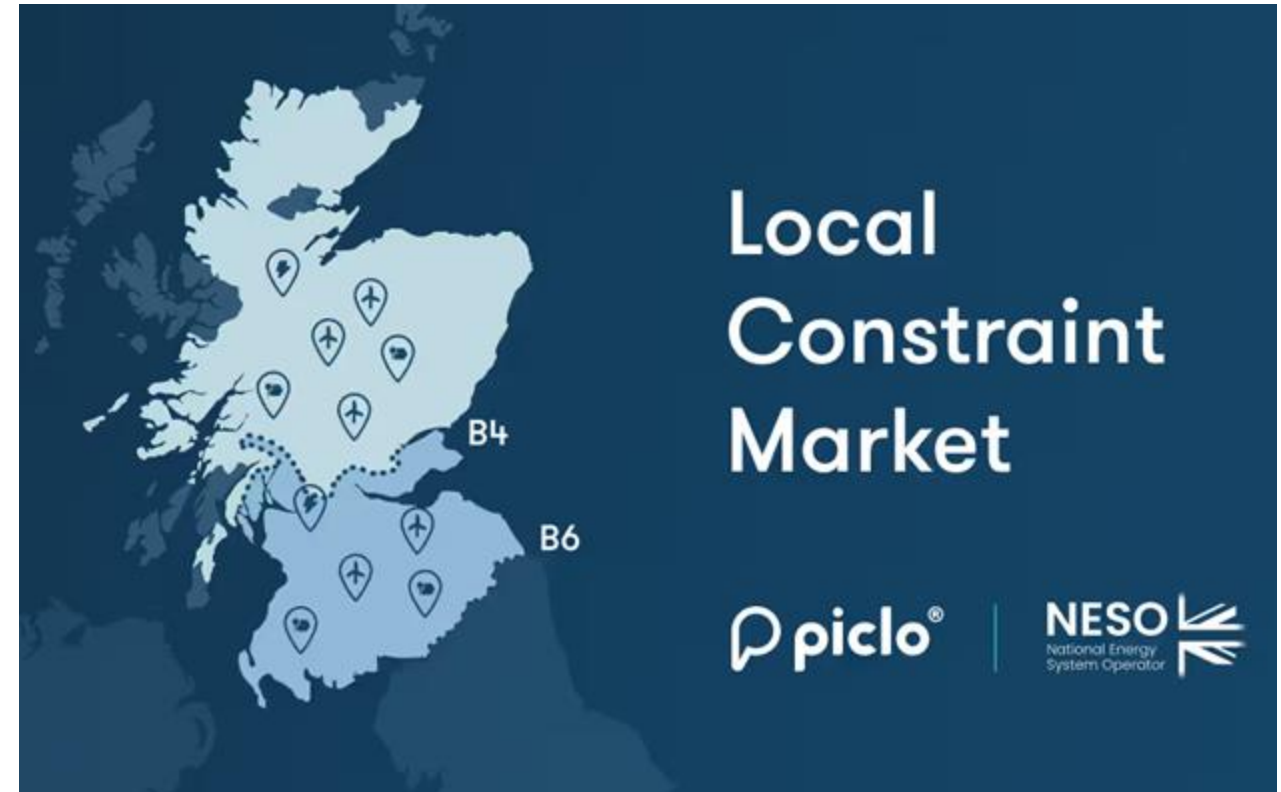 B4
B6
Local
Constraint
Market
piclo®
NESO
National Energy
System Operator